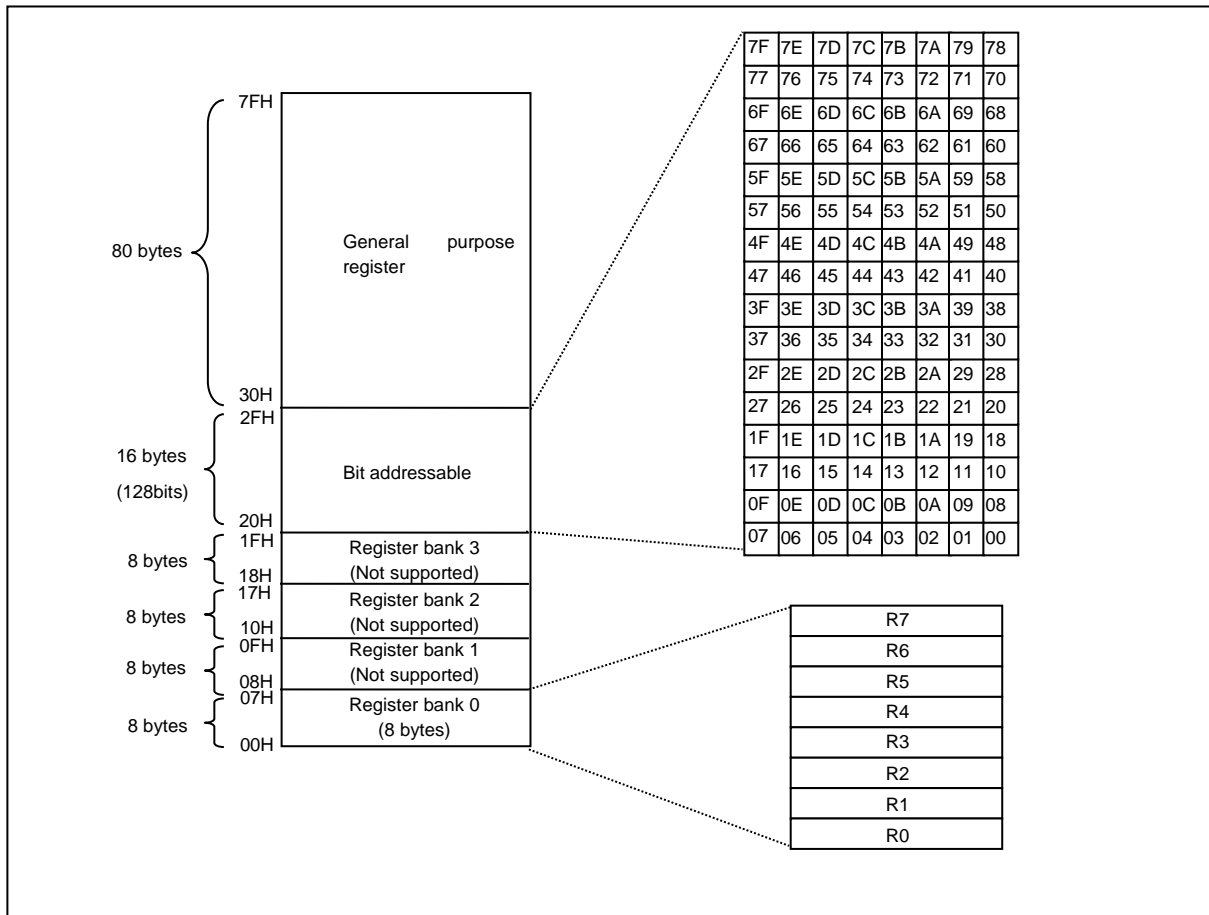 7FH
80 bytes
General purpose
register
30H
2FH
16 bytes
(128bits)
Bit addressable
20H
1FH
8 bytes
Register bank 3
(Not supported)
18H
17H
8 bytes
Register bank 2
(Not supported)
10H
0FH
8 bytes
Register bank 1
(Not supported)
08H
07H
8 bytes
Register bank 0
(8 bytes)
00H
7F 7E 7D 7C 7B 7A 79 78
77 76 75 74 73 72 71 70
6F 6E 6D 6C 6B 6A 69 68
67 66 65 64 63 62 61 60
5F 5E 5D 5C 5B 5A 59 58
57 56 55 54 53 52 51 50
4F 4E 4D 4C 4B 4A 49 48
47 46 45 44 43 42 41 40
3F 3E 3D 3C 3B 3A 39 38
37 36 35 34 33 32 31 30
2F 2E 2D 2C 2B 2A 29 28
27 26 25 24 23 22 21 20
1F 1E 1D 1C 1B 1A 19 18
17 16 15 14 13 12 11 10
0F 0E 0D 0C 0B 0A 09 08
07 06 05 04 03 02 01 00
R7
R6
R5
R4
R3
R2
R1
R0